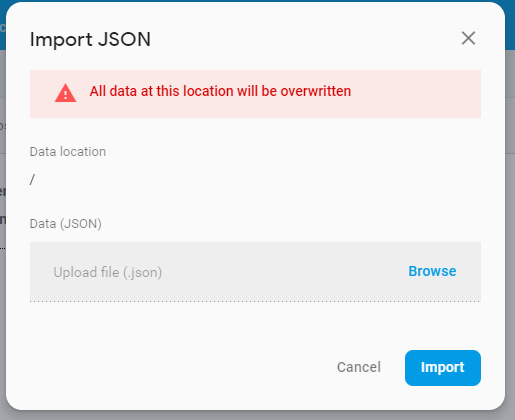 Import JSON
All data at this location will be overwritten
Data location
/
Data (JSON)
Upload file (.json)
Browse
Cancel
Import